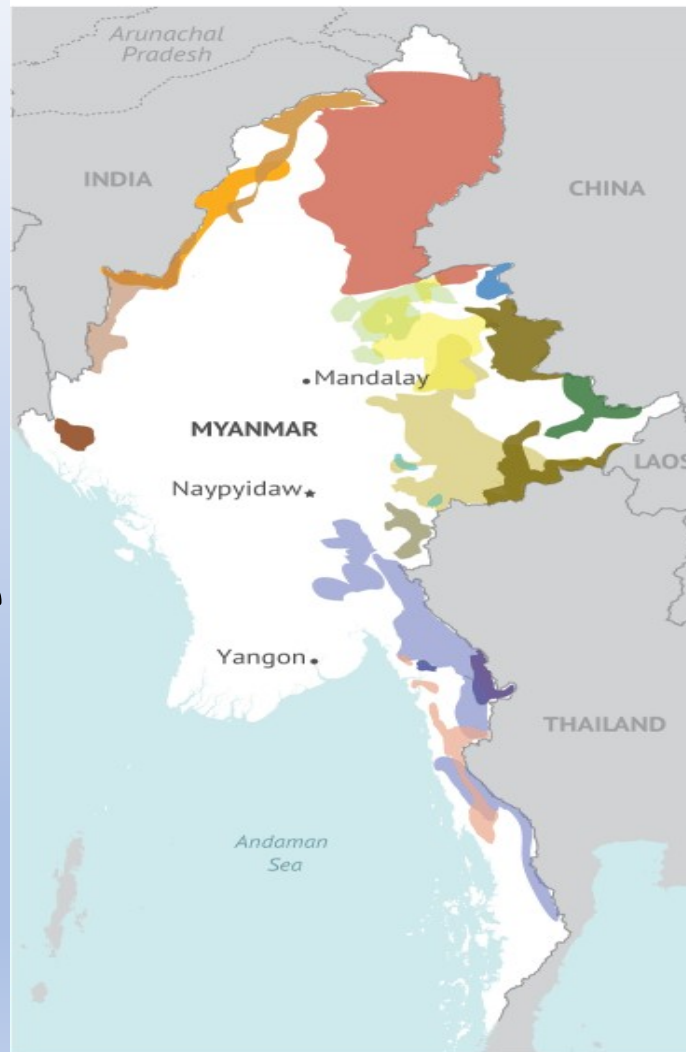 Arunachal
Pradesh
INDIA
CHINA
Mandalay
MYANMAR
LAOS
Naypyidaw
Yangon
THAILAND
Andaman
Sea